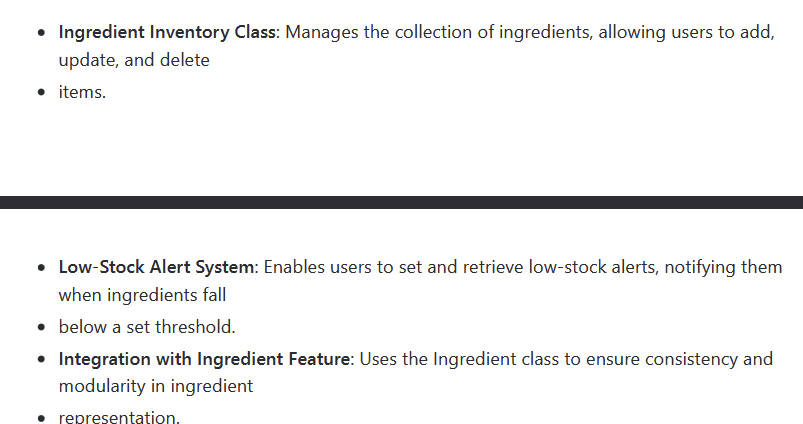 Ingredient Inventory Class: Manages the collection of ingredients, allowing users to add,
update, and delete
items.
Low-Stock Alert System: Enables users to set and retrieve low-stock alerts, notifying them
when ingredients fall
below a set threshold.
Integration with Ingredient Feature: Uses the Ingredient class to ensure consistency and
modularity in ingredient
representation.